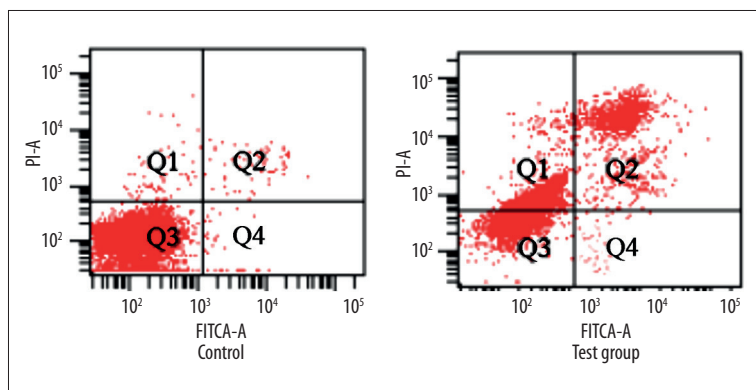 PI-A
10⁵
10⁴
10³
10²
Q1 Q2
Q3 Q4
10² 10³ 10⁴ 10⁵
FITCA-A
Control
PI-A
10⁵
10⁴
10³
10²
Q1 Q2
Q3 Q4
10² 10³ 10⁴ 10⁵
FITCA-A
Test group